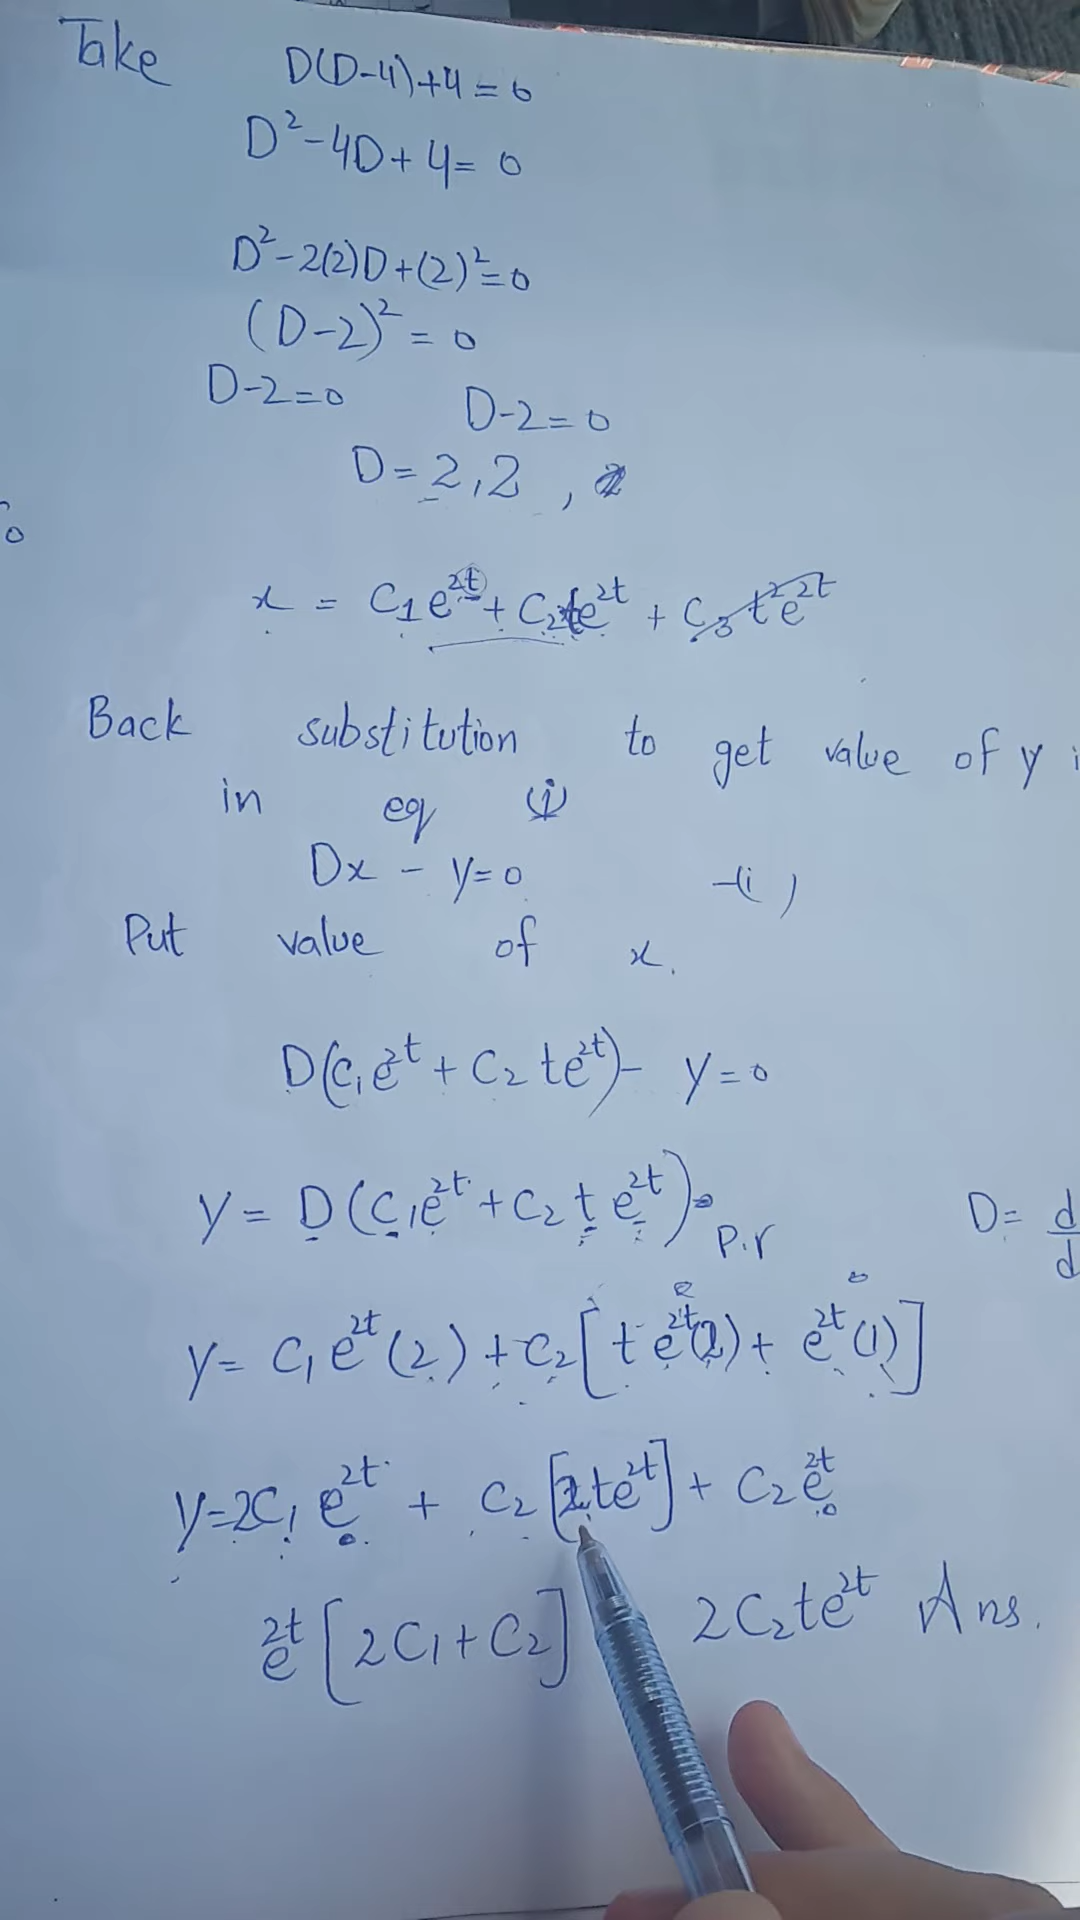 Take D(D-4)+4=0
D²-4D+4=0
D²-2(2)D+(2)²=0
(D-2)²=0
D-2=0 D-2=0
D=2,2,
x = C1e^2t + C2te^2t + C3t²e^2t
Back substitution to get value of y
in eq (i)
Dx - y=0 -(i)
Put value of x.
D(C1e^2t + C2te^2t) - y=0
y = D(C1e^2t + C2te^2t) P.r D= d/d
y = C1e^2t(2) + C2[te^2t(2) + e^2t(1)]
y=2C1e^2t + C2[2te^2t] + C2e^2t
e^2t[2C1+C2] 2C2te^2t Ans.